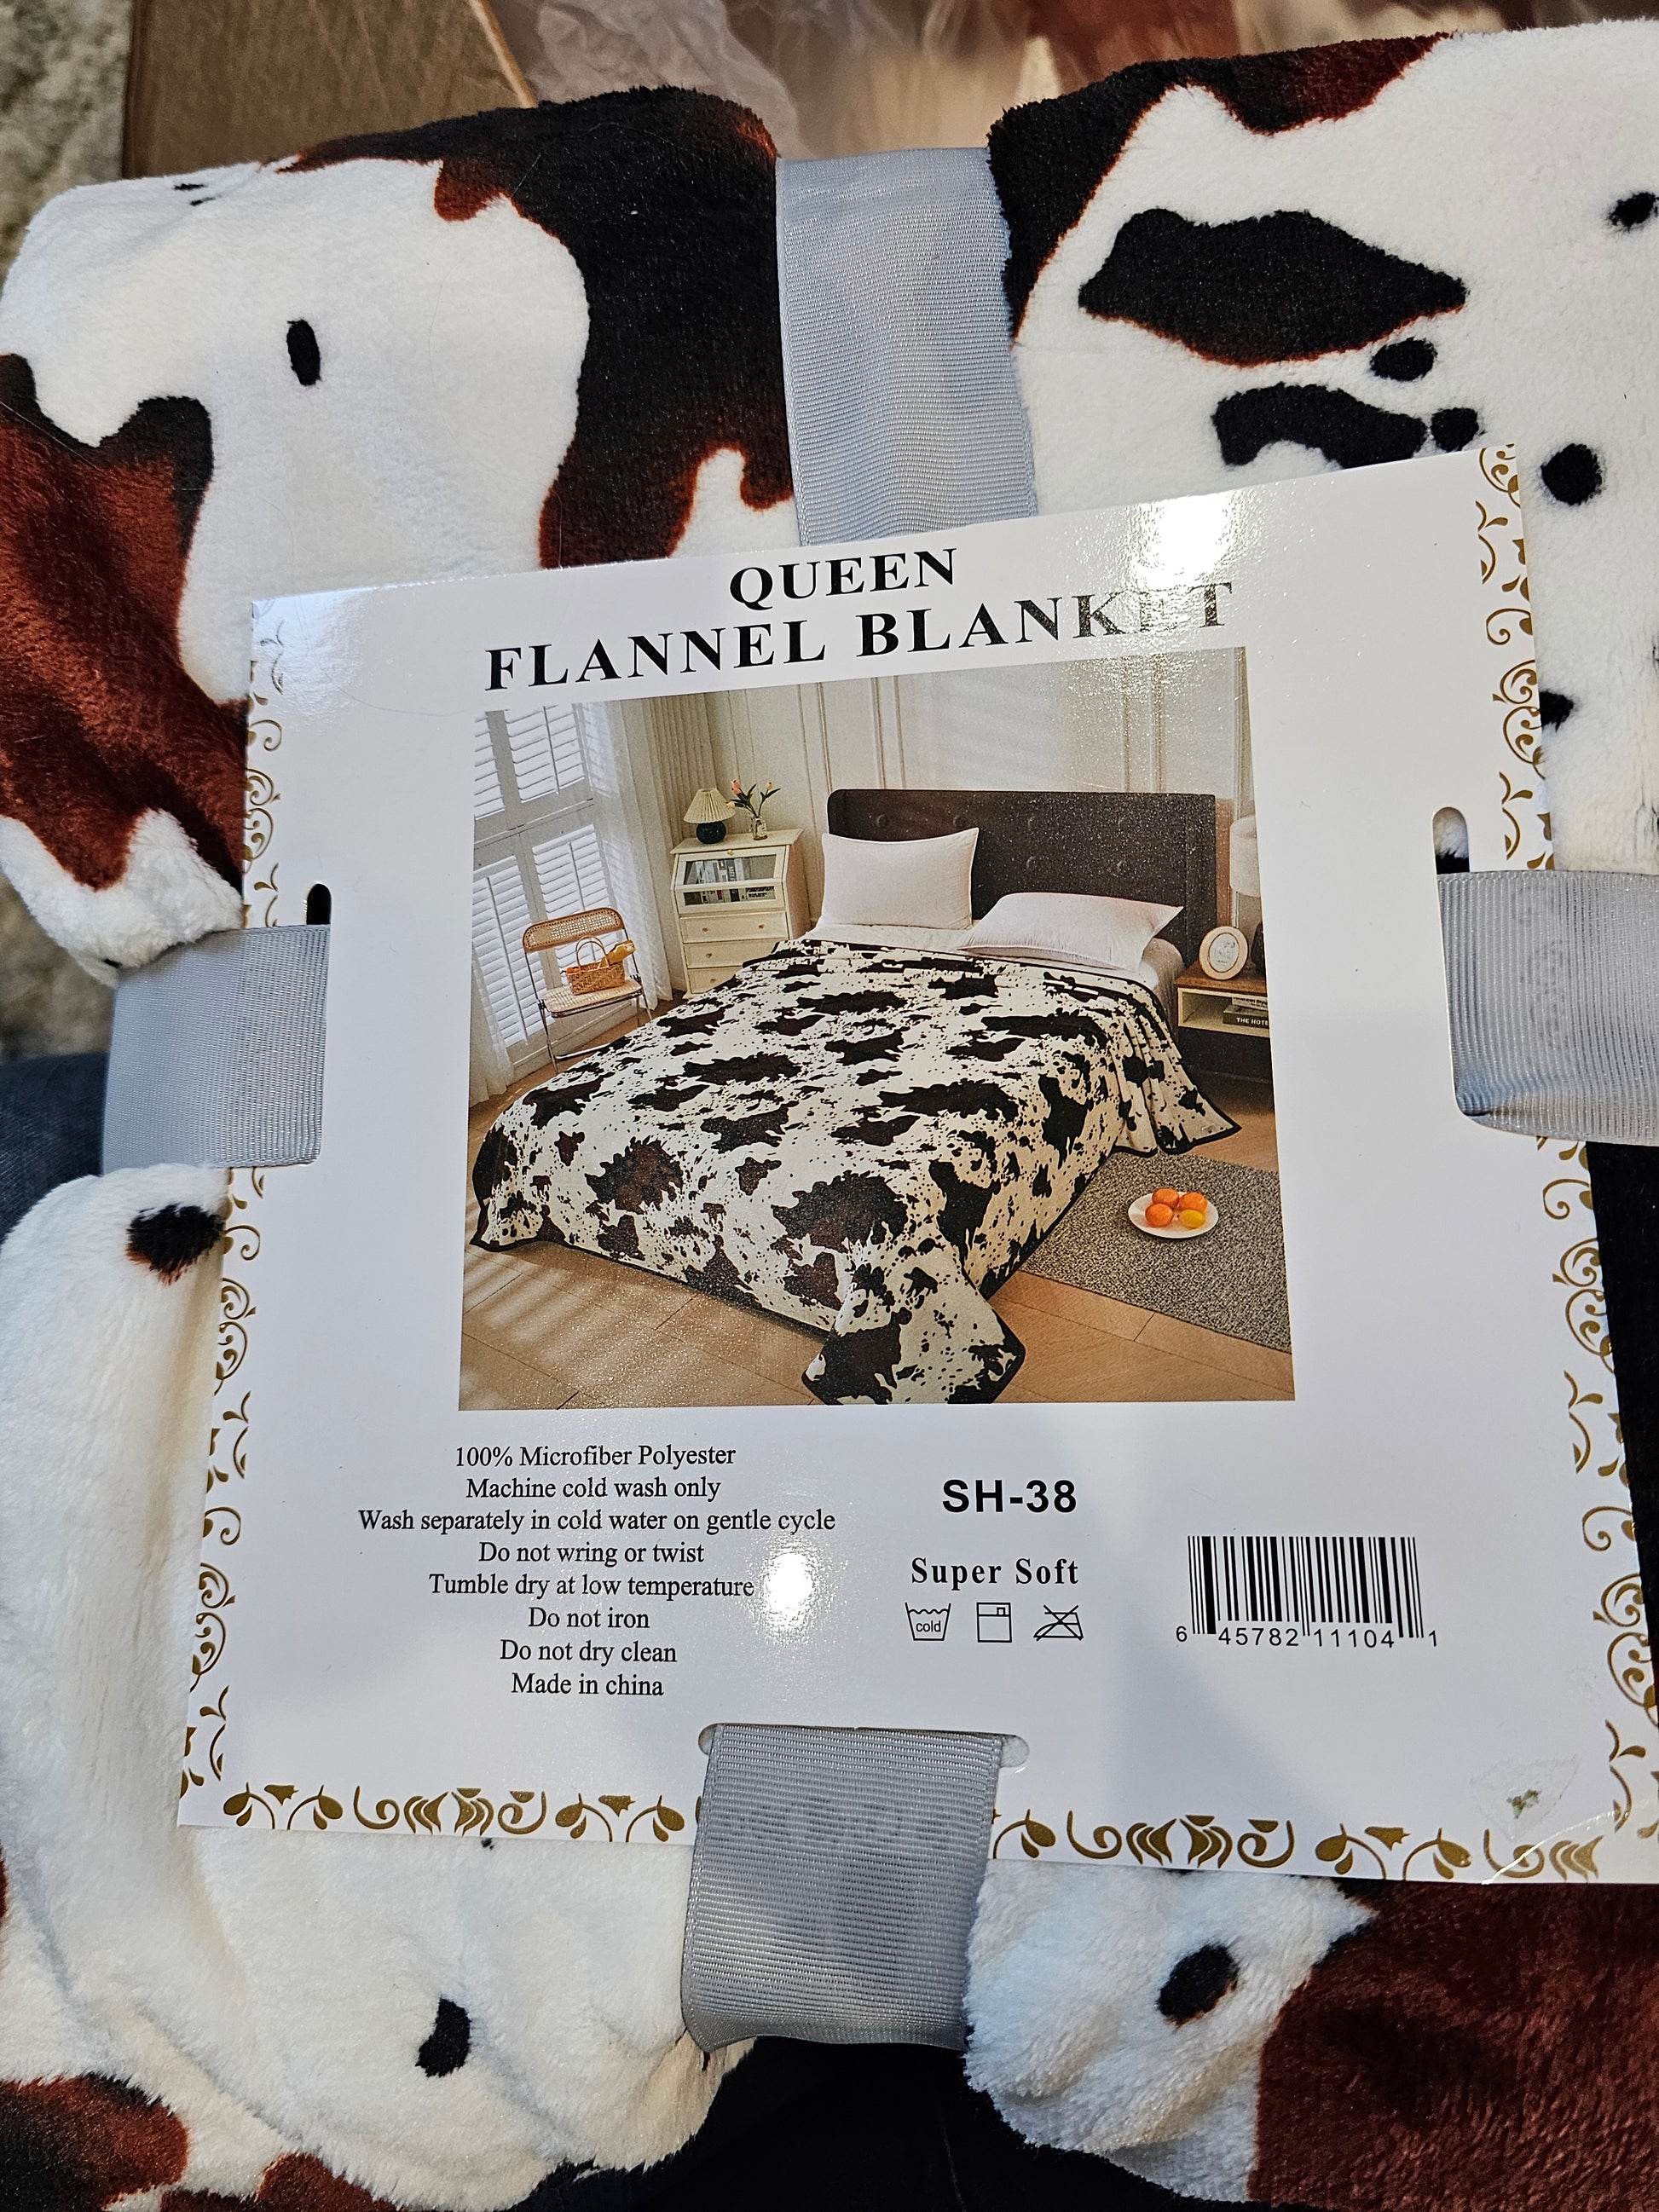 QUEEN
FLANNEL BLANKET
THE HOTE
100% Microfiber Polyester
Machine cold wash only
Wash separately in cold water on gentle cycle
Do not wring or twist
Tumble dry at low temperature
Do not iron
Do not dry clean
Made in china
SH-38
Super Soft
cold
6 45782 11104 1